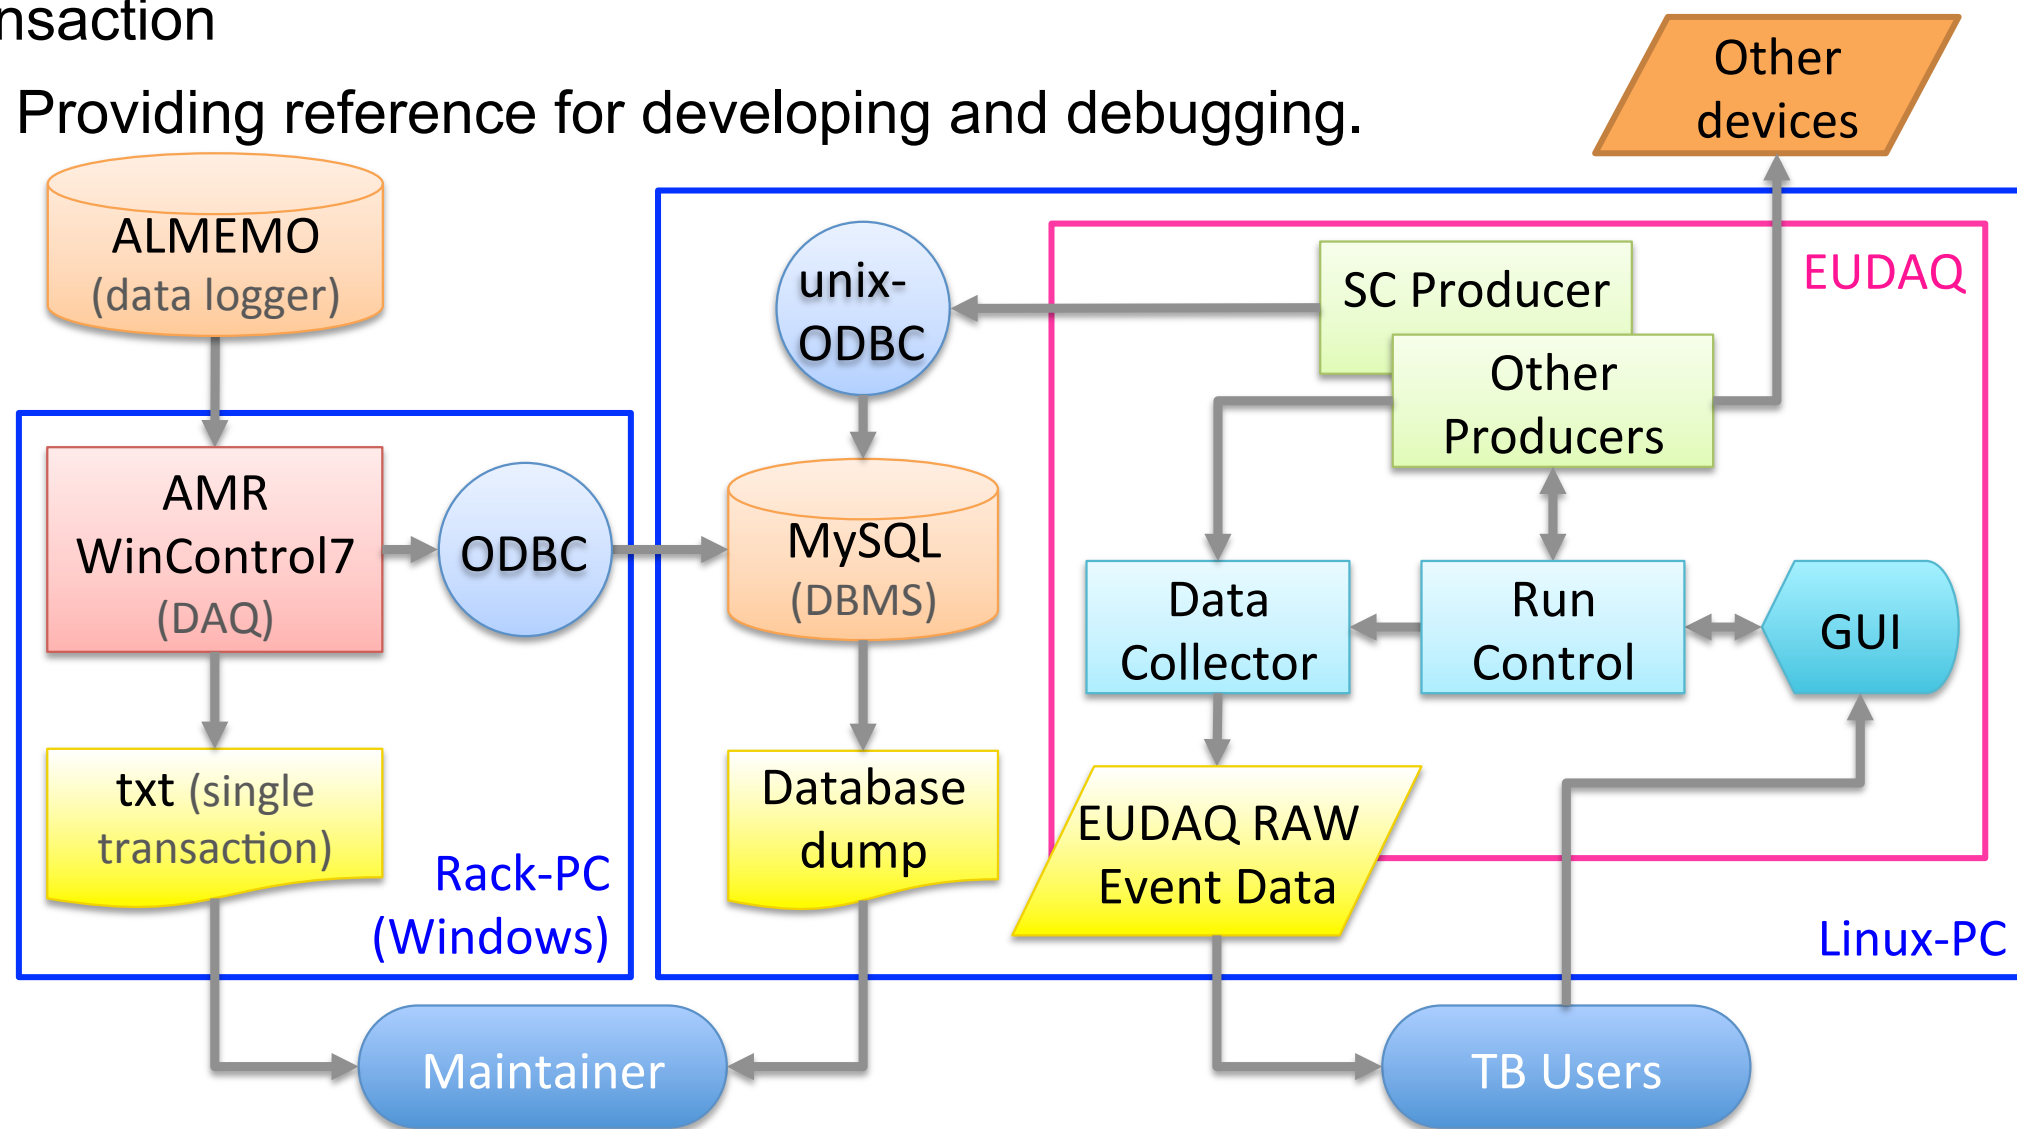 nsaction
Providing reference for developing and debugging.
Other
devices
ALMEMO
(data logger)
unix-
ODBC
SC Producer
EUDAQ
Other
Producers
AMR
WinControl7
(DAQ)
ODBC
MySQL
(DBMS)
Data
Collector
Run
Control
GUI
txt (single
transaction)
Database
dump
EUDAQ RAW
Event Data
Rack-PC
(Windows)
Linux-PC
Maintainer
TB Users